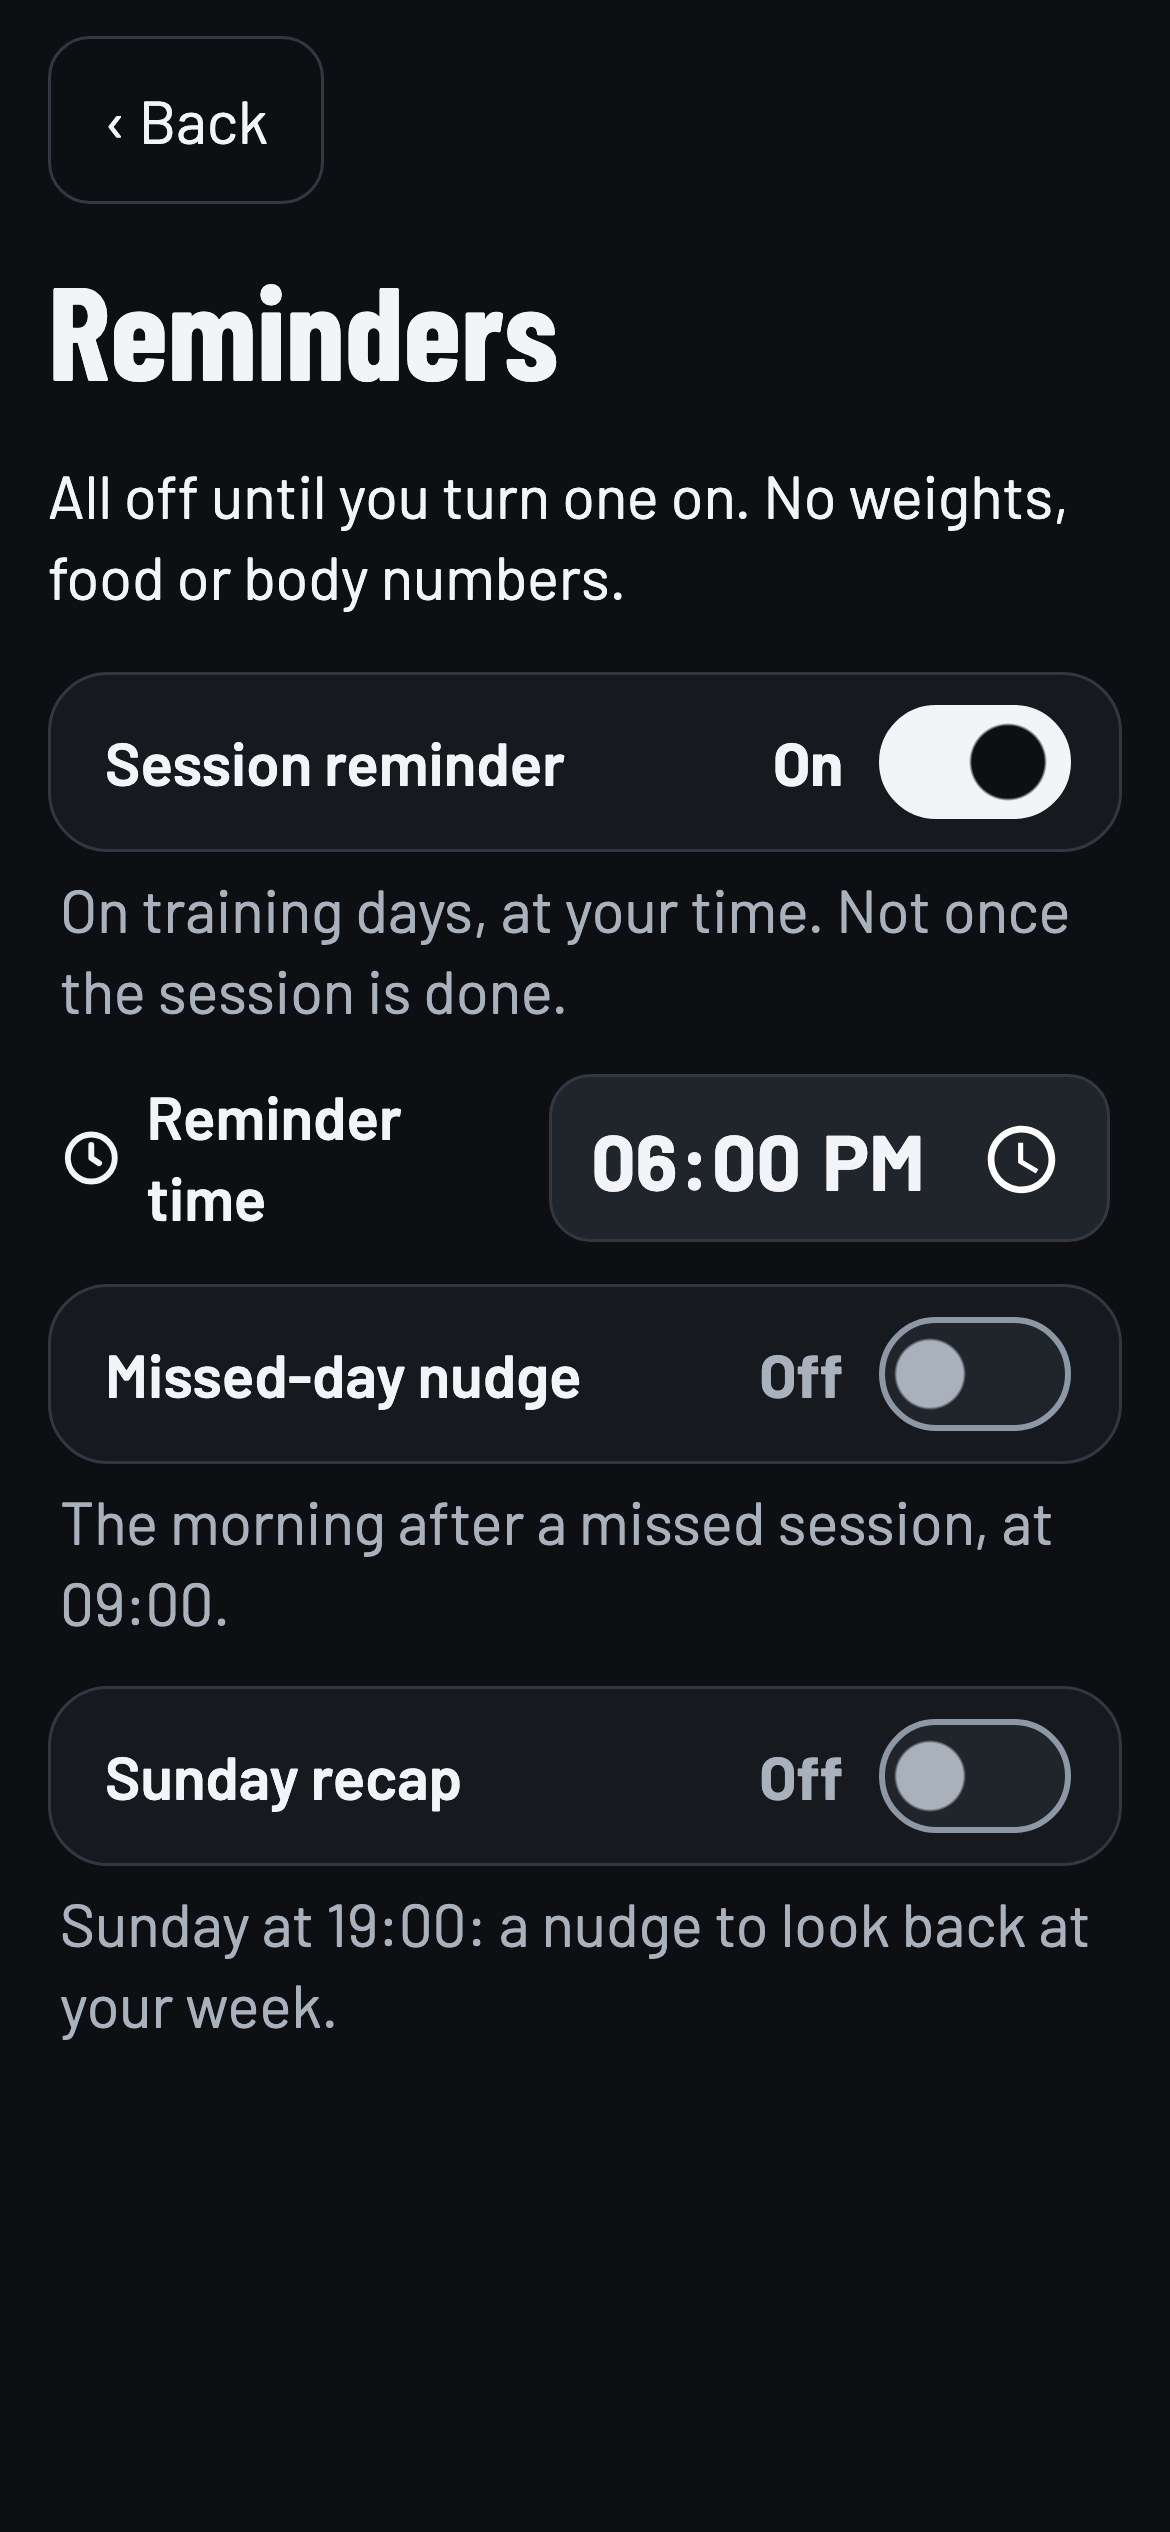 ‹ Back
Reminders
All off until you turn one on. No weights,
food or body numbers.
Session reminder On
On training days, at your time. Not once
the session is done.
Reminder
time
06:00 PM
Missed-day nudge Off
The morning after a missed session, at
09:00.
Sunday recap Off
Sunday at 19:00: a nudge to look back at
your week.